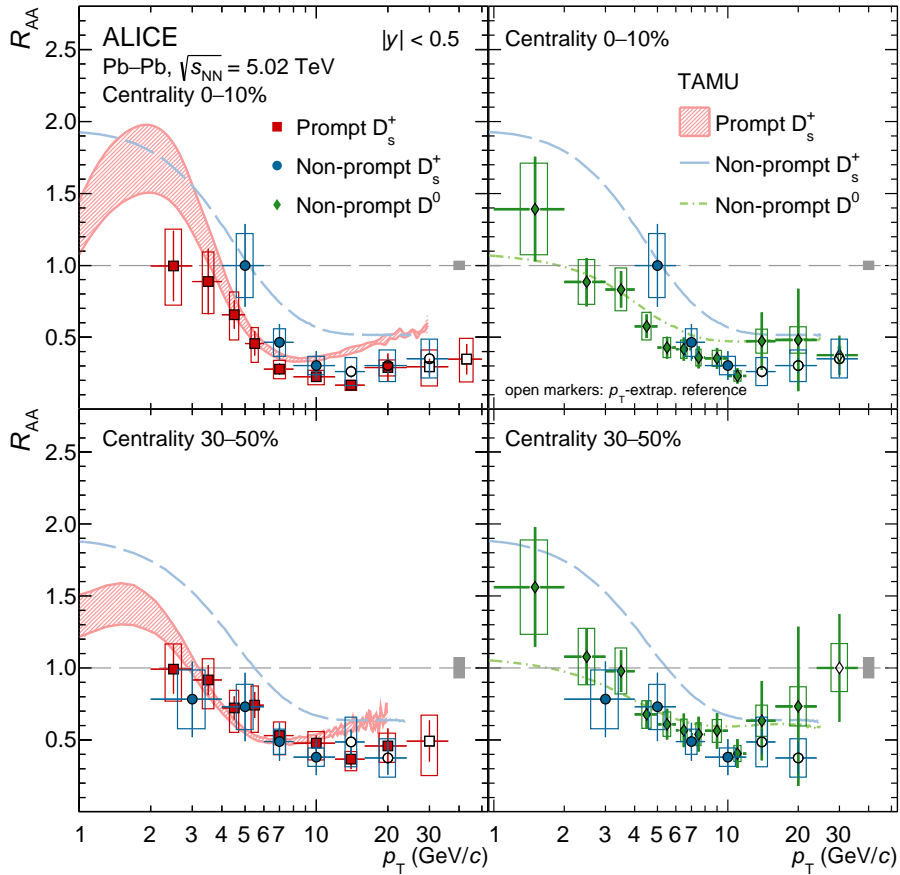 R_AA
2.5
2.0
1.5
1.0
0.5
ALICE
|y| < 0.5
Pb–Pb, √s_NN = 5.02 TeV
Centrality 0–10%
Prompt D_s^+
Non-prompt D_s^+
Non-prompt D^0
Centrality 0–10%
TAMU
Prompt D_s^+
Non-prompt D_s^+
Non-prompt D^0
open markers: p_T-extrap. reference
R_AA
2.5
2.0
1.5
1.0
0.5
Centrality 30–50%
Centrality 30–50%
1 2 3 4 5 6 7 10 20 30
p_T (GeV/c)
1 2 3 4 5 6 7 10 20 30
p_T (GeV/c)